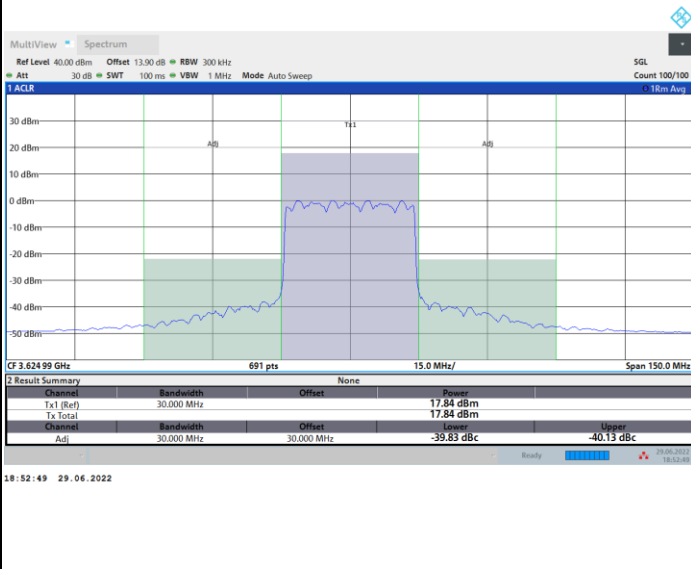 MultiView Spectrum
Ref Level 40.00 dBm Offset 13.90 dB RBW 300 kHz SGL
Att 30 dB SWT 100 ms VBW 1 MHz Mode Auto Sweep Count 100/100
1 ACLR 1Rm Avg
30 dBm
Tx1
20 dBm
Adj Adj
10 dBm
0 dBm
-10 dBm
-20 dBm
-30 dBm
-40 dBm
-50 dBm
CF 3.624 99 GHz 691 pts 15.0 MHz/ Span 150.0 MHz
2 Result Summary None
Channel Bandwidth Offset Power
Tx1 (Ref) 30.000 MHz 17.84 dBm
Tx Total 17.84 dBm
Channel Bandwidth Offset Lower Upper
Adj 30.000 MHz 30.000 MHz -39.83 dBc -40.13 dBc
Ready 29.06.2022
18:52:49
18:52:49 29.06.2022